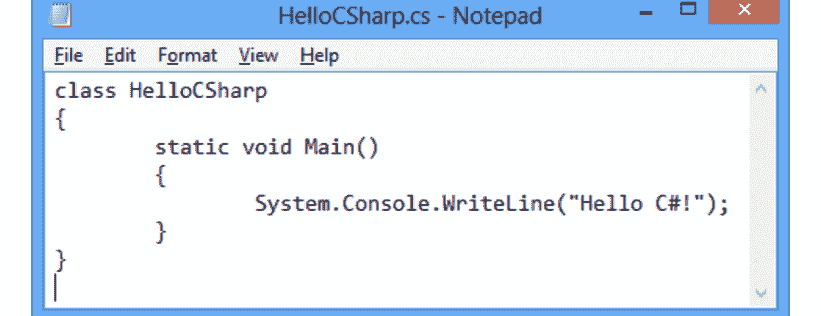 HelloCSharp.cs - Notepad
File Edit Format View Help
class HelloCSharp
{
        static void Main()
        {
                System.Console.WriteLine("Hello C#!");
        }
}